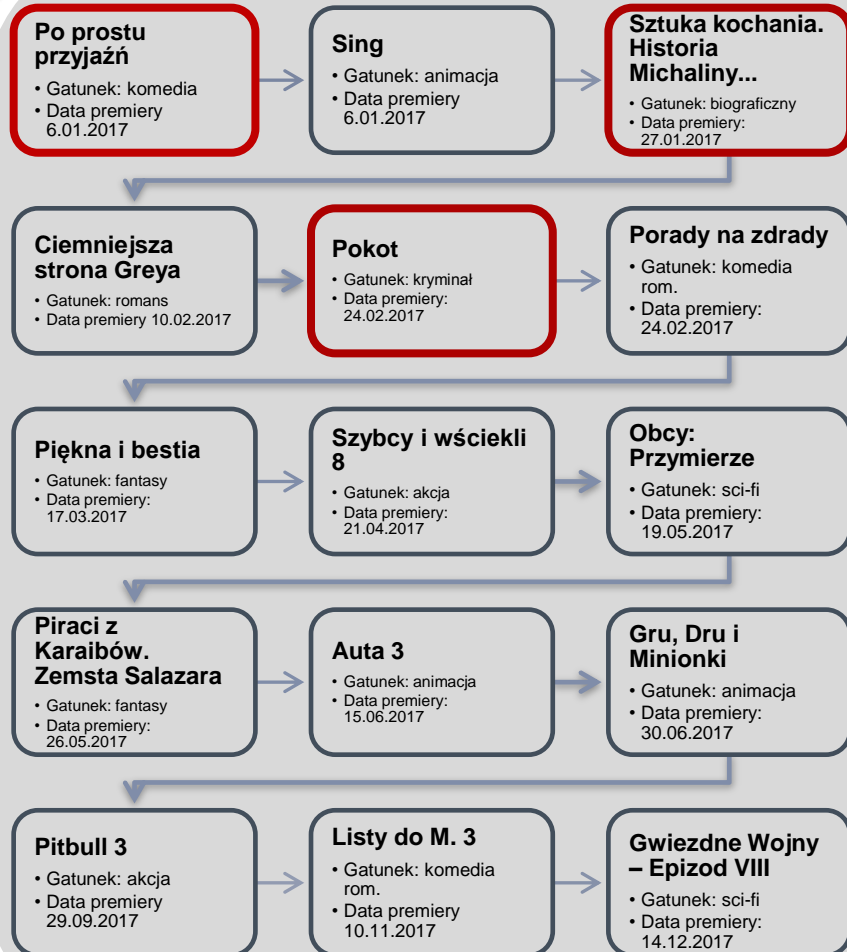 Po prostu
przyjaźń
• Gatunek: komedia
• Data premiery
6.01.2017
Sing
• Gatunek: animacja
• Data premiery
6.01.2017
Sztuka kochania.
Historia
Michaliny...
• Gatunek: biograficzny
• Data premiery:
27.01.2017
Ciemniejsza
strona Greya
• Gatunek: romans
• Data premiery 10.02.2017
Pokot
• Gatunek: kryminał
• Data premiery:
24.02.2017
Porady na zdrady
• Gatunek: komedia
rom.
• Data premiery:
24.02.2017
Piękna i bestia
• Gatunek: fantasy
• Data premiery:
17.03.2017
Szybcy i wściekli
8
• Gatunek: akcja
• Data premiery:
21.04.2017
Obcy:
Przymierze
• Gatunek: sci-fi
• Data premiery:
19.05.2017
Piraci z
Karaibów.
Zemsta Salazara
• Gatunek: fantasy
• Data premiery:
26.05.2017
Auta 3
• Gatunek: animacja
• Data premiery:
15.06.2017
Gru, Dru i
Minionki
• Gatunek: animacja
• Data premiery:
30.06.2017
Pitbull 3
• Gatunek: akcja
• Data premiery
29.09.2017
Listy do M. 3
• Gatunek: komedia
rom.
• Data premiery
10.11.2017
Gwiezdne Wojny
– Epizod VIII
• Gatunek: sci-fi
• Data premiery:
14.12.2017